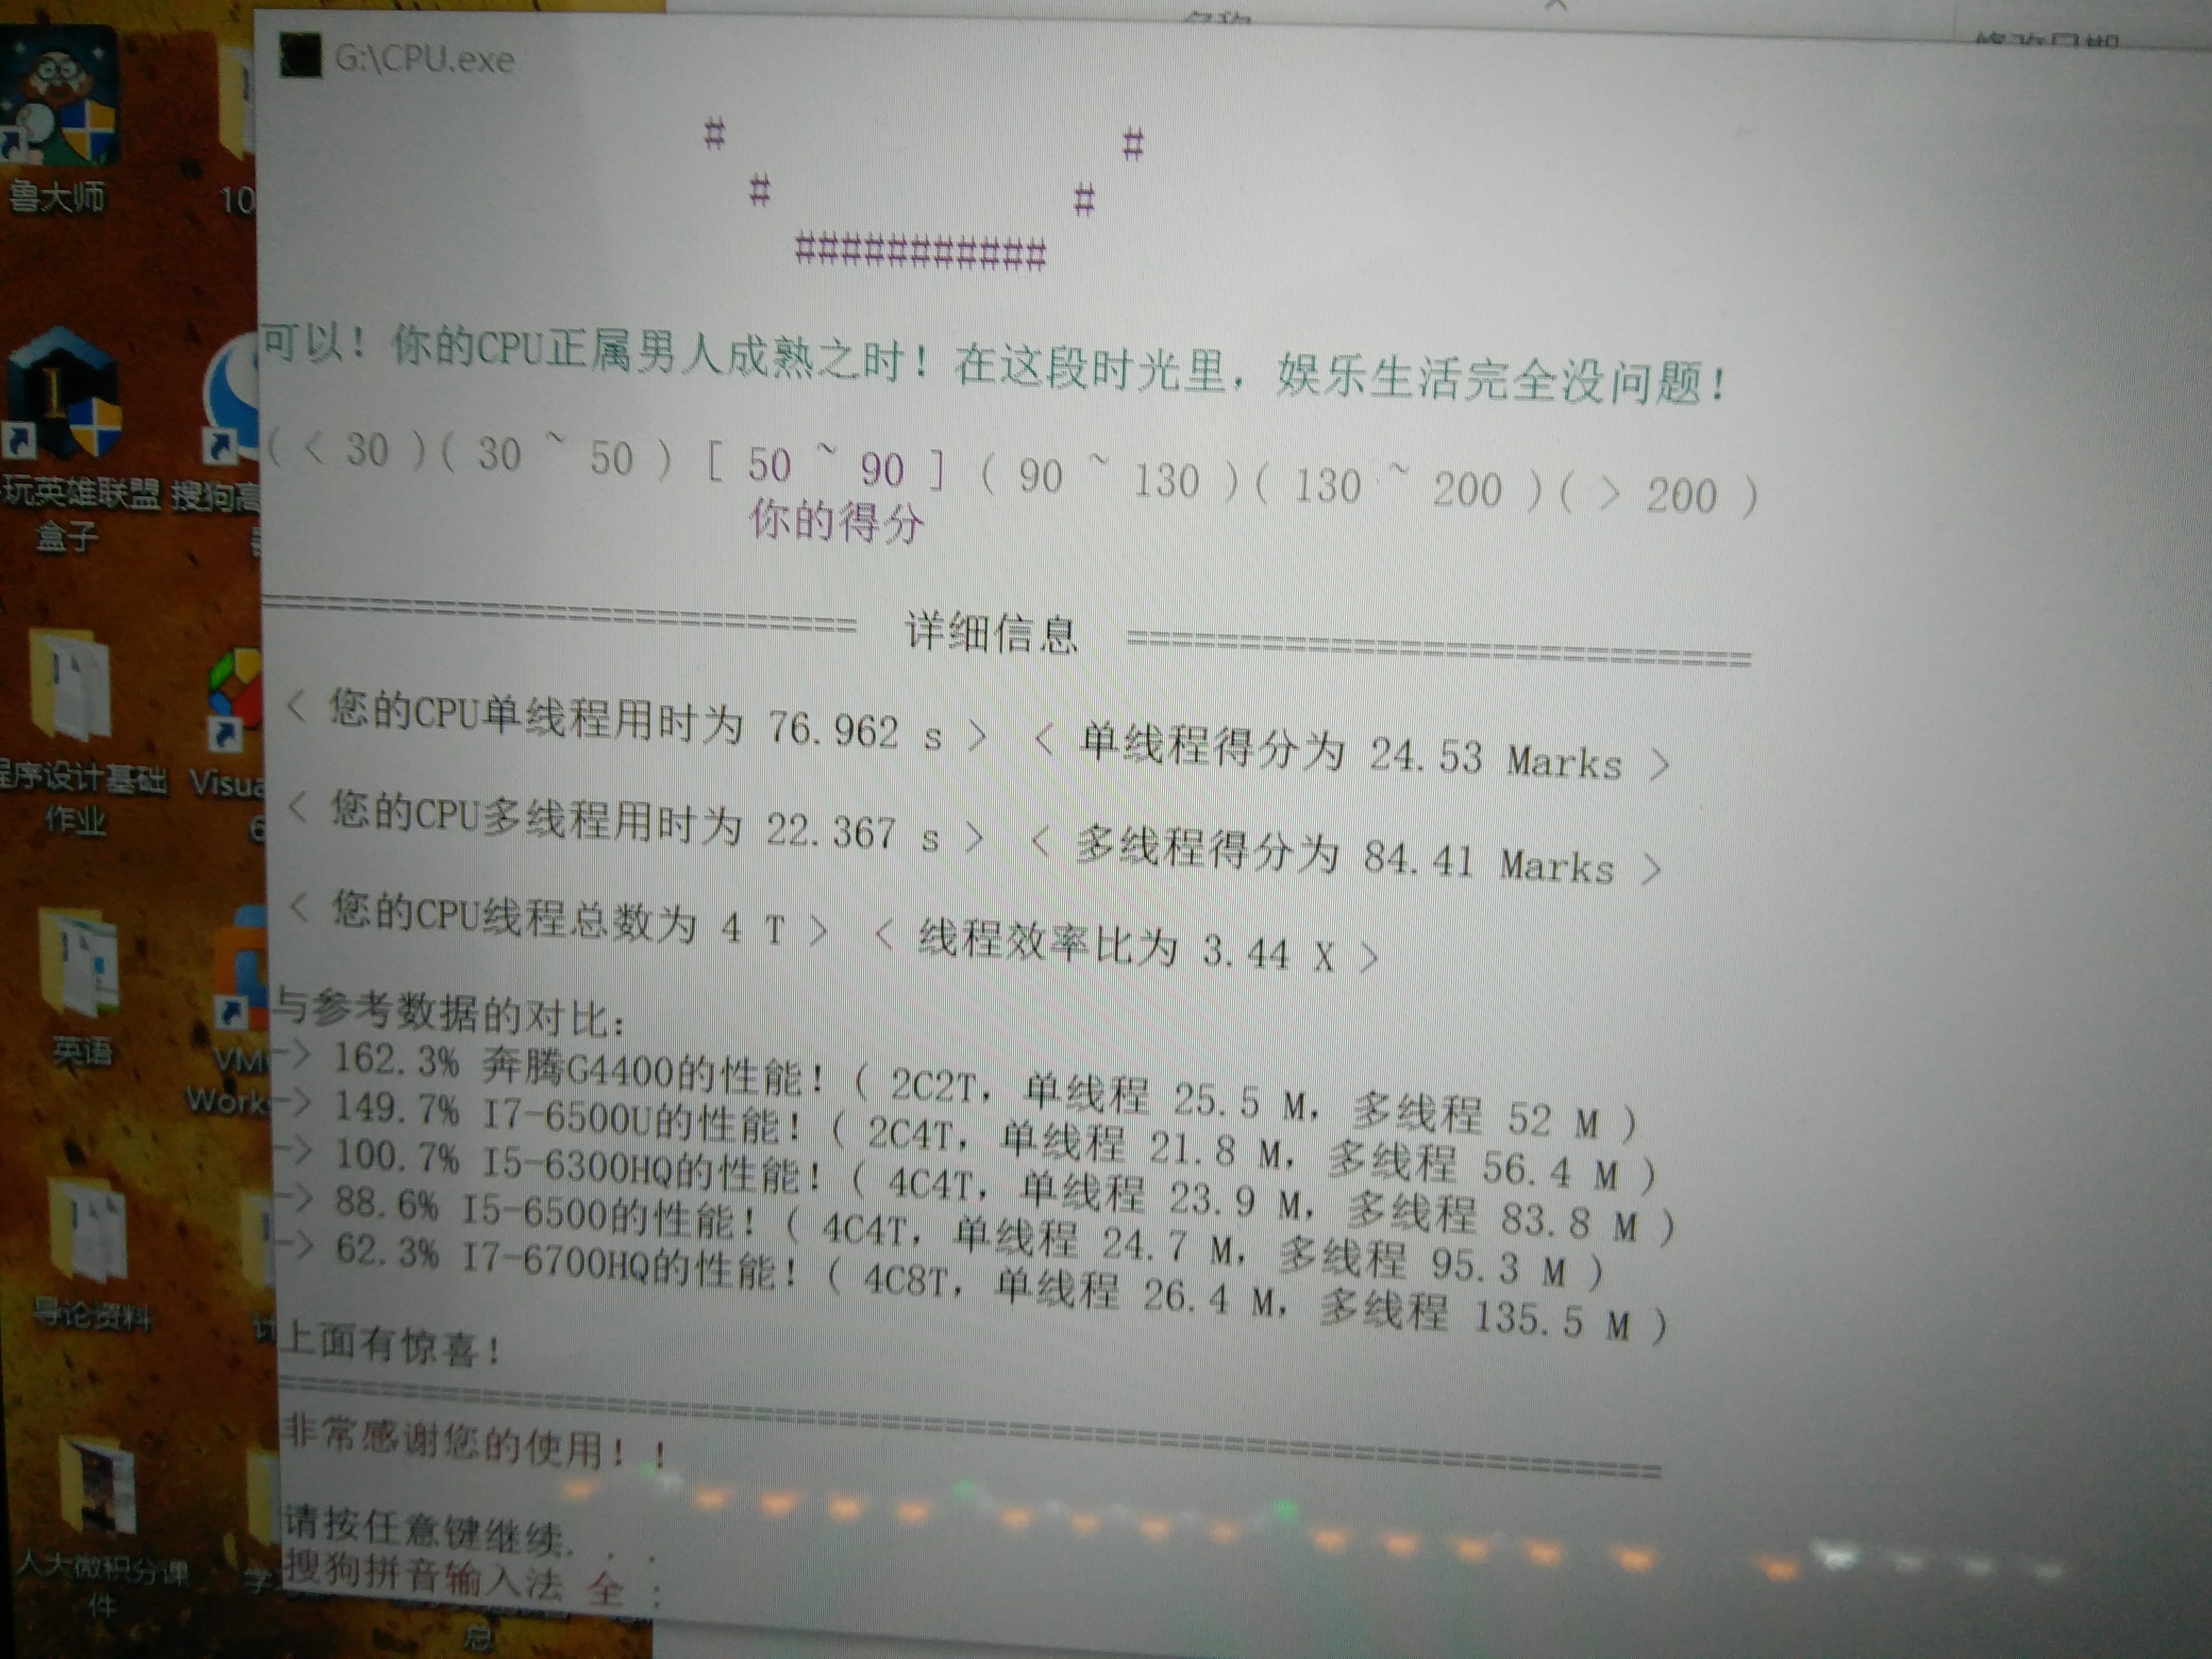 G:\CPU.exe
# #
# #
###########
可以！你的CPU正属男人成熟之时！在这段时光里，娱乐生活完全没问题！
( < 30 )( 30 ~ 50 ) [ 50 ~ 90 ] ( 90 ~ 130 )( 130 ~ 200 )( > 200 )
你的得分
========================== 详细信息 ===========================
< 您的CPU单线程用时为 76.962 s > < 单线程得分为 24.53 Marks >
< 您的CPU多线程用时为 22.367 s > < 多线程得分为 84.41 Marks >
< 您的CPU线程总数为 4 T > < 线程效率比为 3.44 X >
与参考数据的对比：
-> 162.3% 奔腾G4400的性能！( 2C2T，单线程 25.5 M，多线程 52 M )
-> 149.7% I7-6500U的性能！( 2C4T，单线程 21.8 M，多线程 56.4 M )
-> 100.7% I5-6300HQ的性能！( 4C4T，单线程 23.9 M，多线程 83.8 M )
-> 88.6% I5-6500的性能！( 4C4T，单线程 24.7 M，多线程 95.3 M )
-> 62.3% I7-6700HQ的性能！( 4C8T，单线程 26.4 M，多线程 135.5 M )
上面有惊喜！
================================================================
非常感谢您的使用！！
请按任意键继续. . .
搜狗拼音输入法 全 :
鲁大师
10
玩英雄联盟
盒子
搜狗高
程序设计基础
作业
Visua
6
英语
VM
Works
导论资料
计
人大微积分课
件
学
息